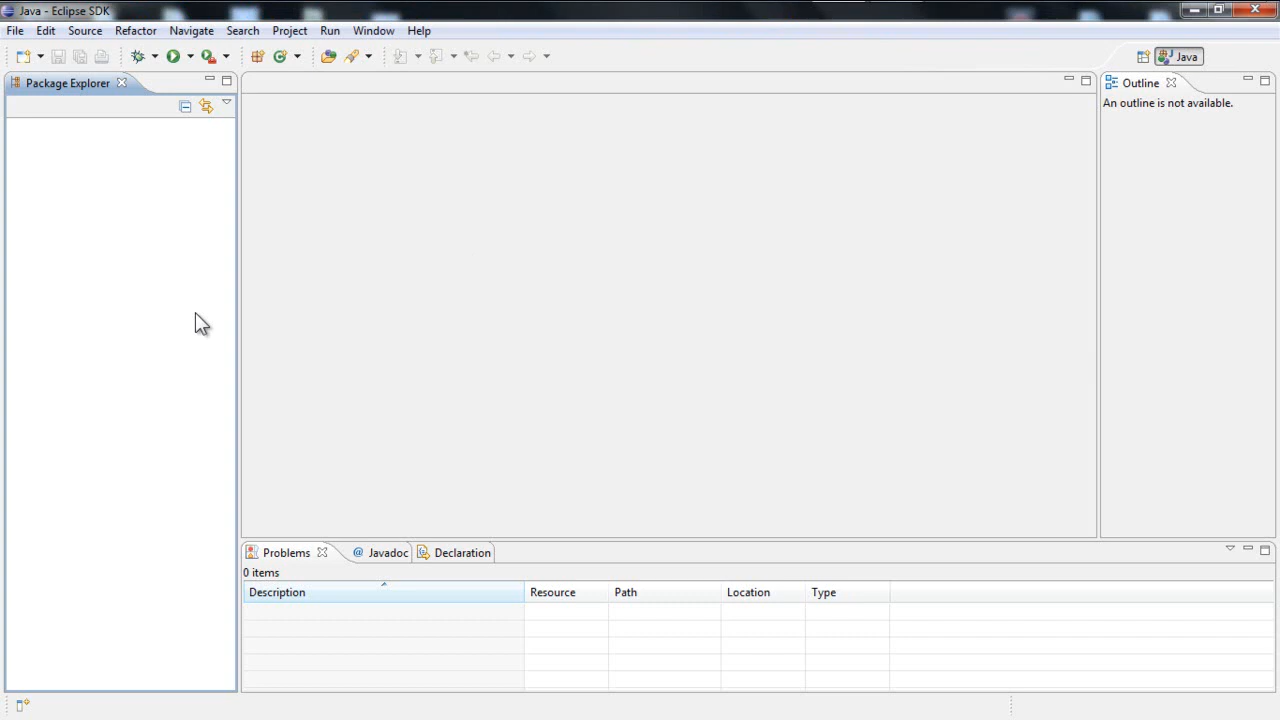 Java - Eclipse SDK
File Edit Source Refactor Navigate Search Project Run Window Help
Java
Package Explorer
Outline
An outline is not available.
Problems @ Javadoc Declaration
0 items
Description Resource Path Location Type